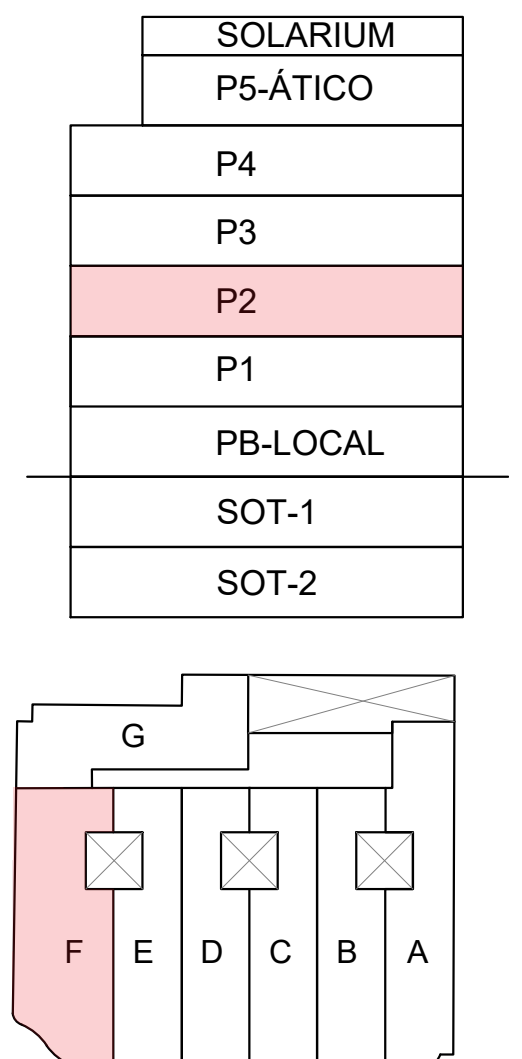 SOLARIUM
P5-ÁTICO
P4
P3
P2
P1
PB-LOCAL
SOT-1
SOT-2
G
F E D C B A